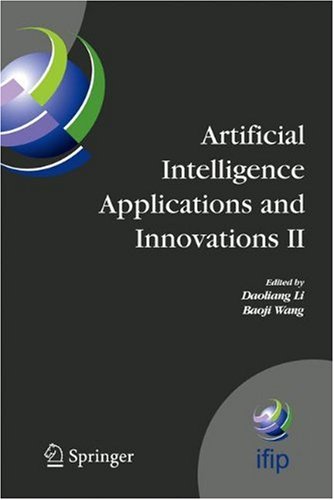 Artificial
Intelligence
Applications and
Innovations II
Edited by
Daoliang Li
Baoji Wang
Springer
ifip